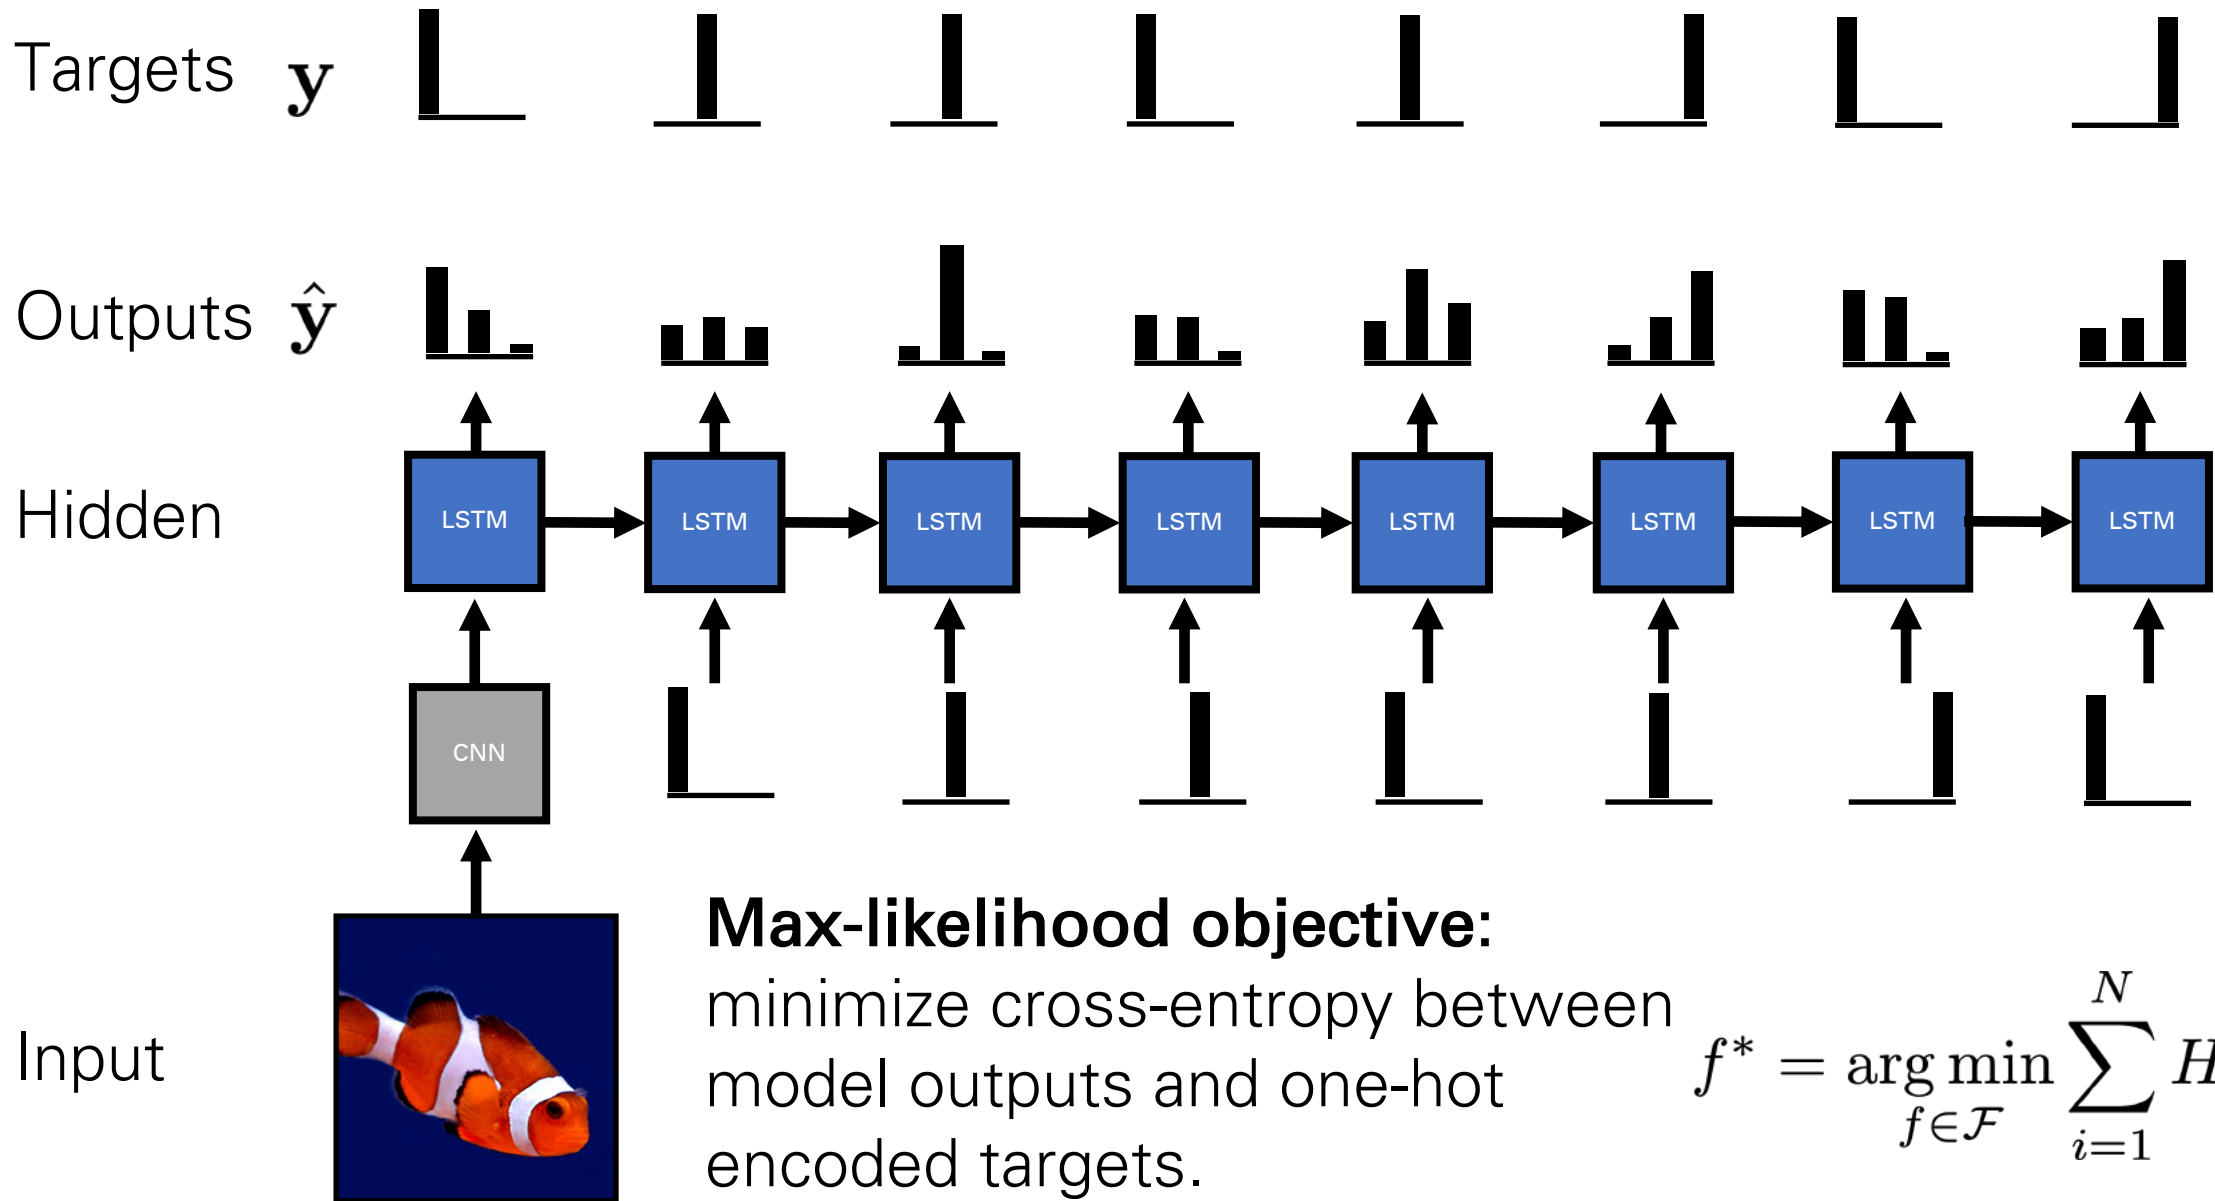 Targets y
Outputs ŷ
Hidden
LSTM LSTM LSTM LSTM LSTM LSTM LSTM LSTM
CNN
Input
Max-likelihood objective:
minimize cross-entropy between
model outputs and one-hot
encoded targets.
f* = arg min f∈𝓕 ∑ i=1 N H